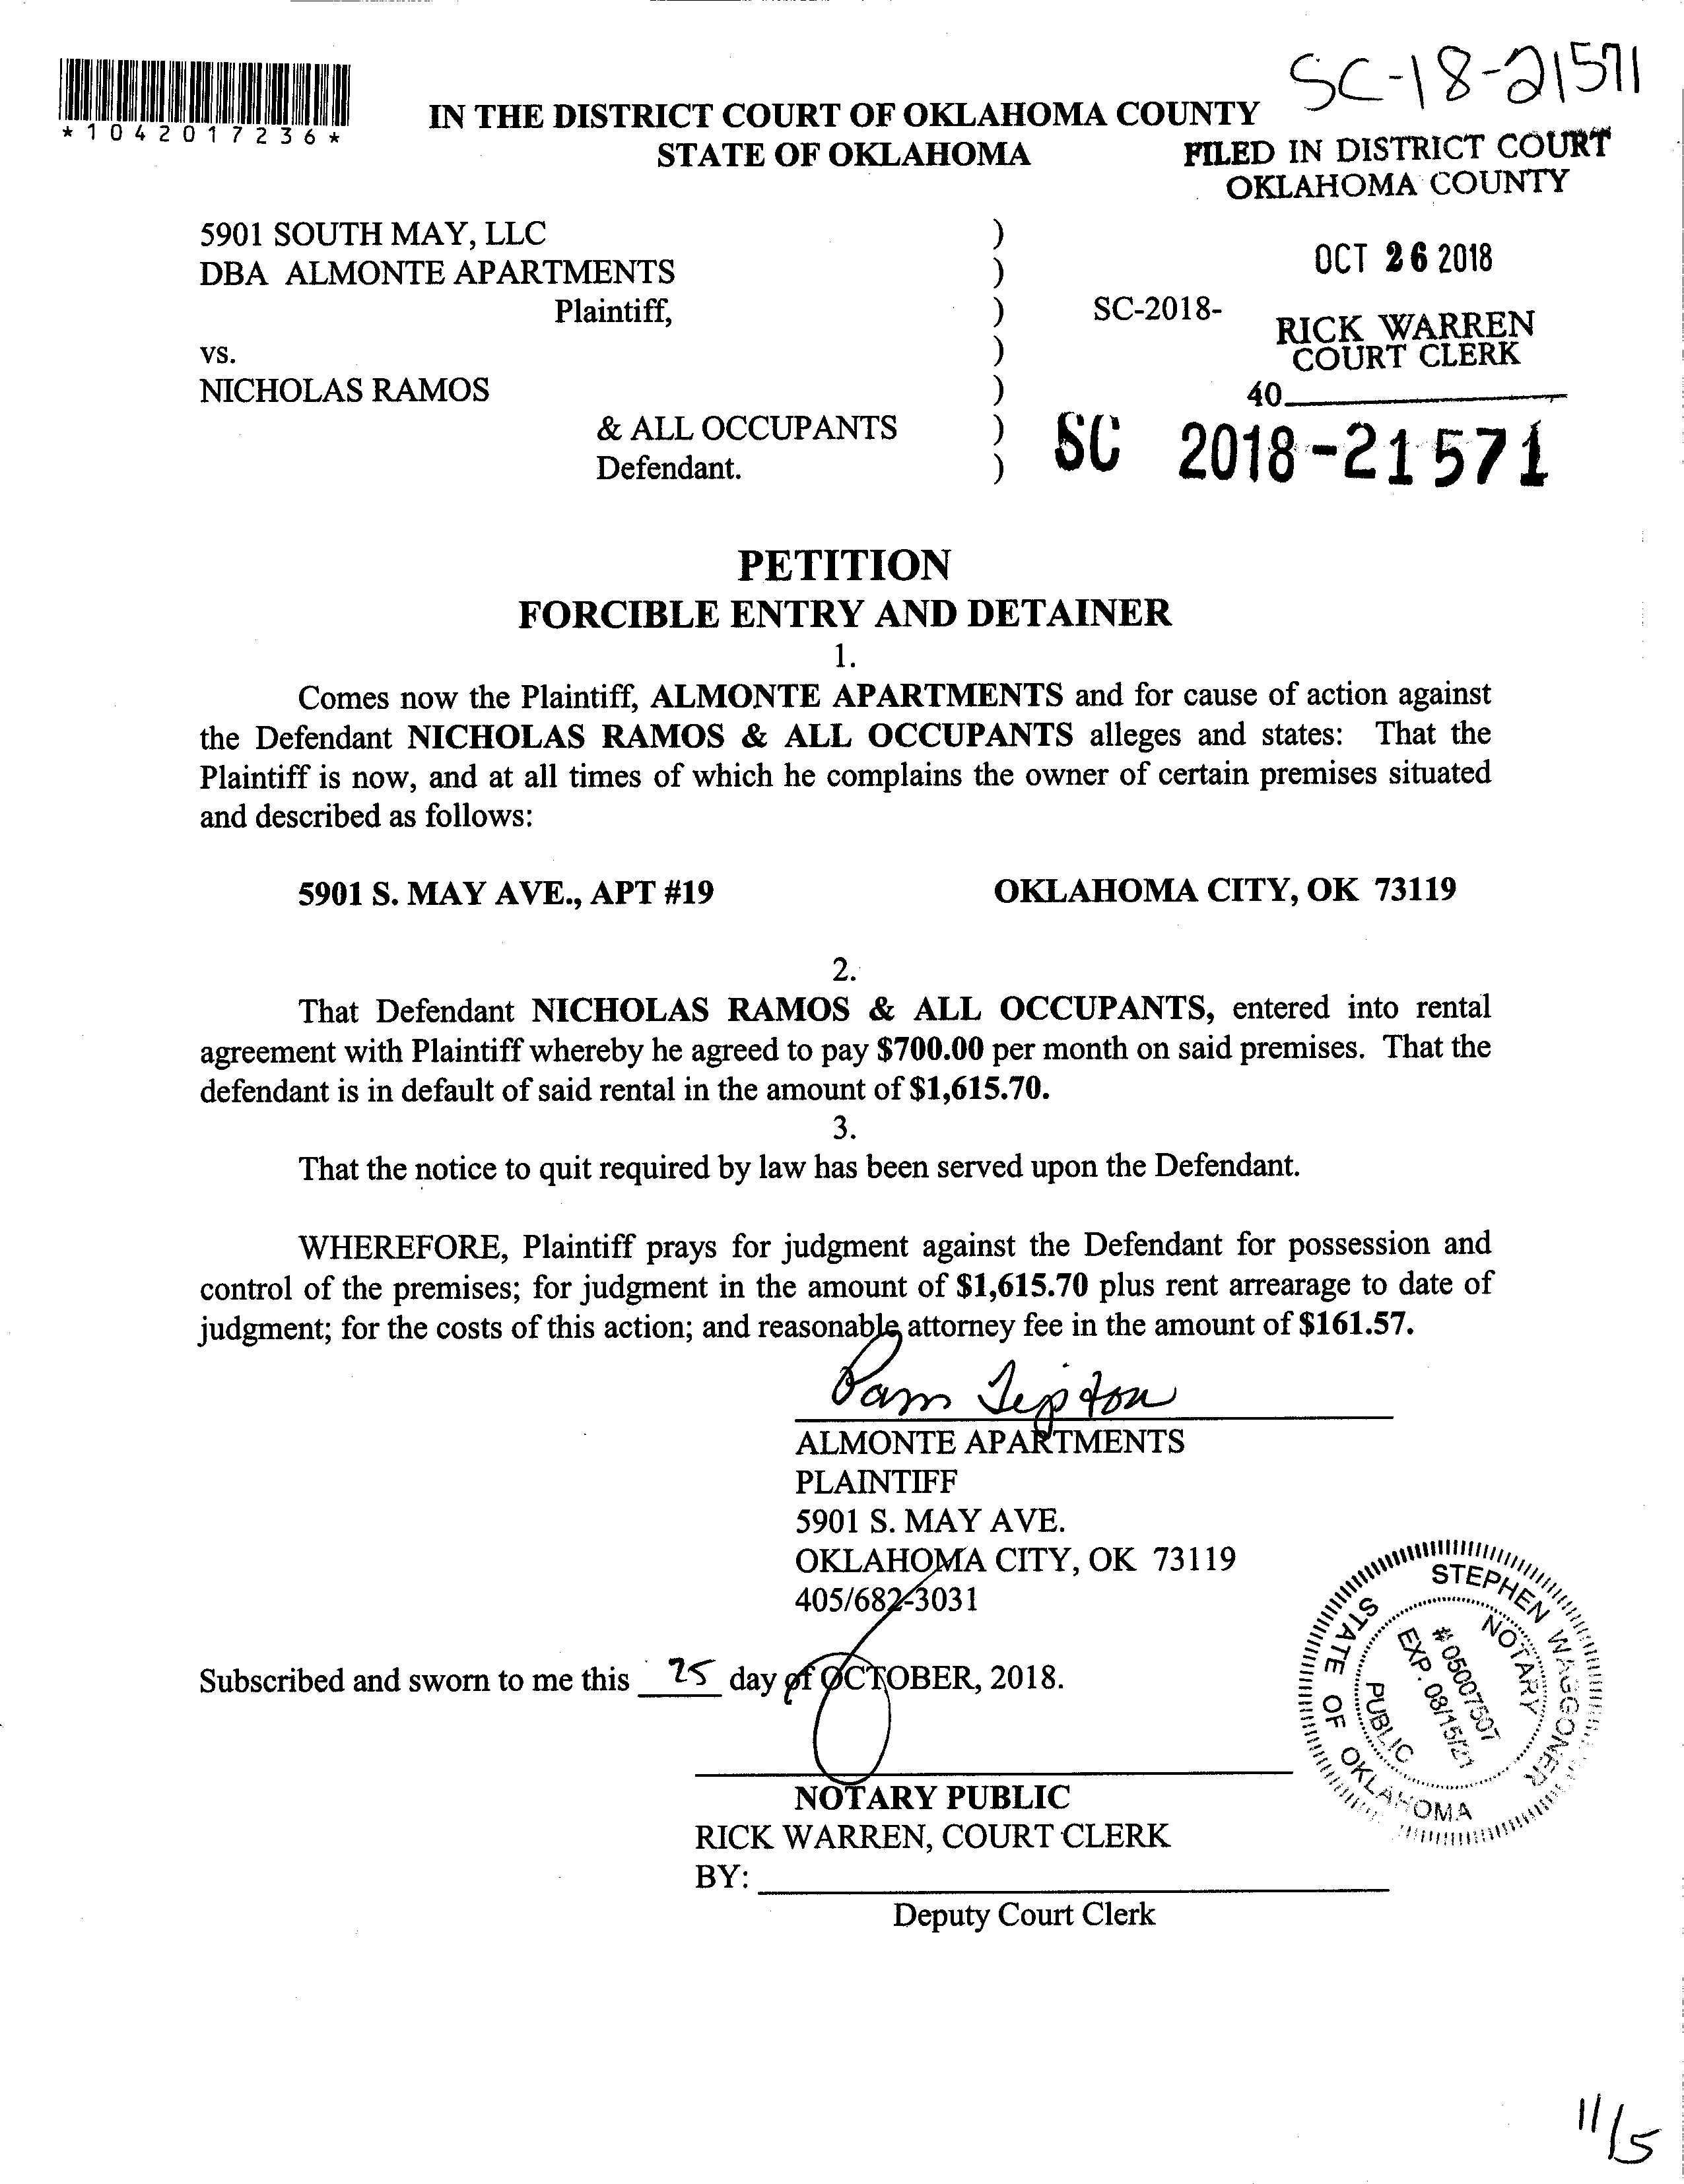 SC-18-21571
*1042017236*
IN THE DISTRICT COURT OF OKLAHOMA COUNTY
STATE OF OKLAHOMA
FILED IN DISTRICT COURT
OKLAHOMA COUNTY
5901 SOUTH MAY, LLC )
DBA ALMONTE APARTMENTS )
OCT 26 2018
Plaintiff, ) SC-2018-
RICK WARREN
COURT CLERK
vs. )
NICHOLAS RAMOS )
40
& ALL OCCUPANTS )
Defendant. )
SC 2018-21571
PETITION
FORCIBLE ENTRY AND DETAINER
1.
Comes now the Plaintiff, ALMONTE APARTMENTS and for cause of action against
the Defendant NICHOLAS RAMOS & ALL OCCUPANTS alleges and states: That the
Plaintiff is now, and at all times of which he complains the owner of certain premises situated
and described as follows:
5901 S. MAY AVE., APT #19 OKLAHOMA CITY, OK 73119
2.
That Defendant NICHOLAS RAMOS & ALL OCCUPANTS, entered into rental
agreement with Plaintiff whereby he agreed to pay $700.00 per month on said premises. That the
defendant is in default of said rental in the amount of $1,615.70.
3.
That the notice to quit required by law has been served upon the Defendant.
WHEREFORE, Plaintiff prays for judgment against the Defendant for possession and
control of the premises; for judgment in the amount of $1,615.70 plus rent arrearage to date of
judgment; for the costs of this action; and reasonable attorney fee in the amount of $161.57.
Pam Tipton
ALMONTE APARTMENTS
PLAINTIFF
5901 S. MAY AVE.
OKLAHOMA CITY, OK 73119
405/682-3031
Subscribed and sworn to me this 25 day of OCTOBER, 2018.
STEPHEN WAGGONER
NOTARY PUBLIC
# 05007507
EXP. 08/15/21
STATE OF OKLAHOMA
NOTARY PUBLIC
RICK WARREN, COURT CLERK
BY:
Deputy Court Clerk
11/5